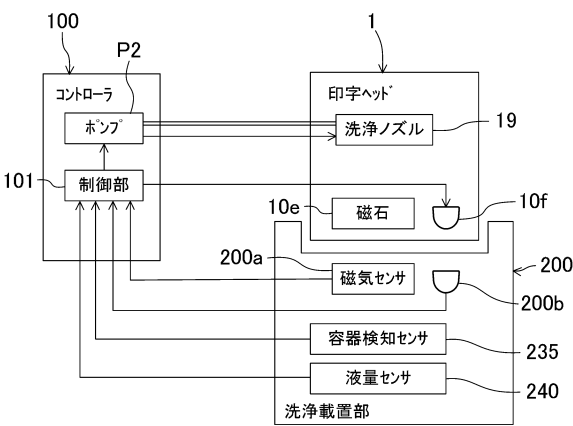 100
1
P2
コントローラ
印字ヘッド
ポンプ
洗浄ノズル
19
101
制御部
10e
磁石
10f
200a
磁気センサ
200
200b
容器検知センサ
235
液量センサ
240
洗浄載置部